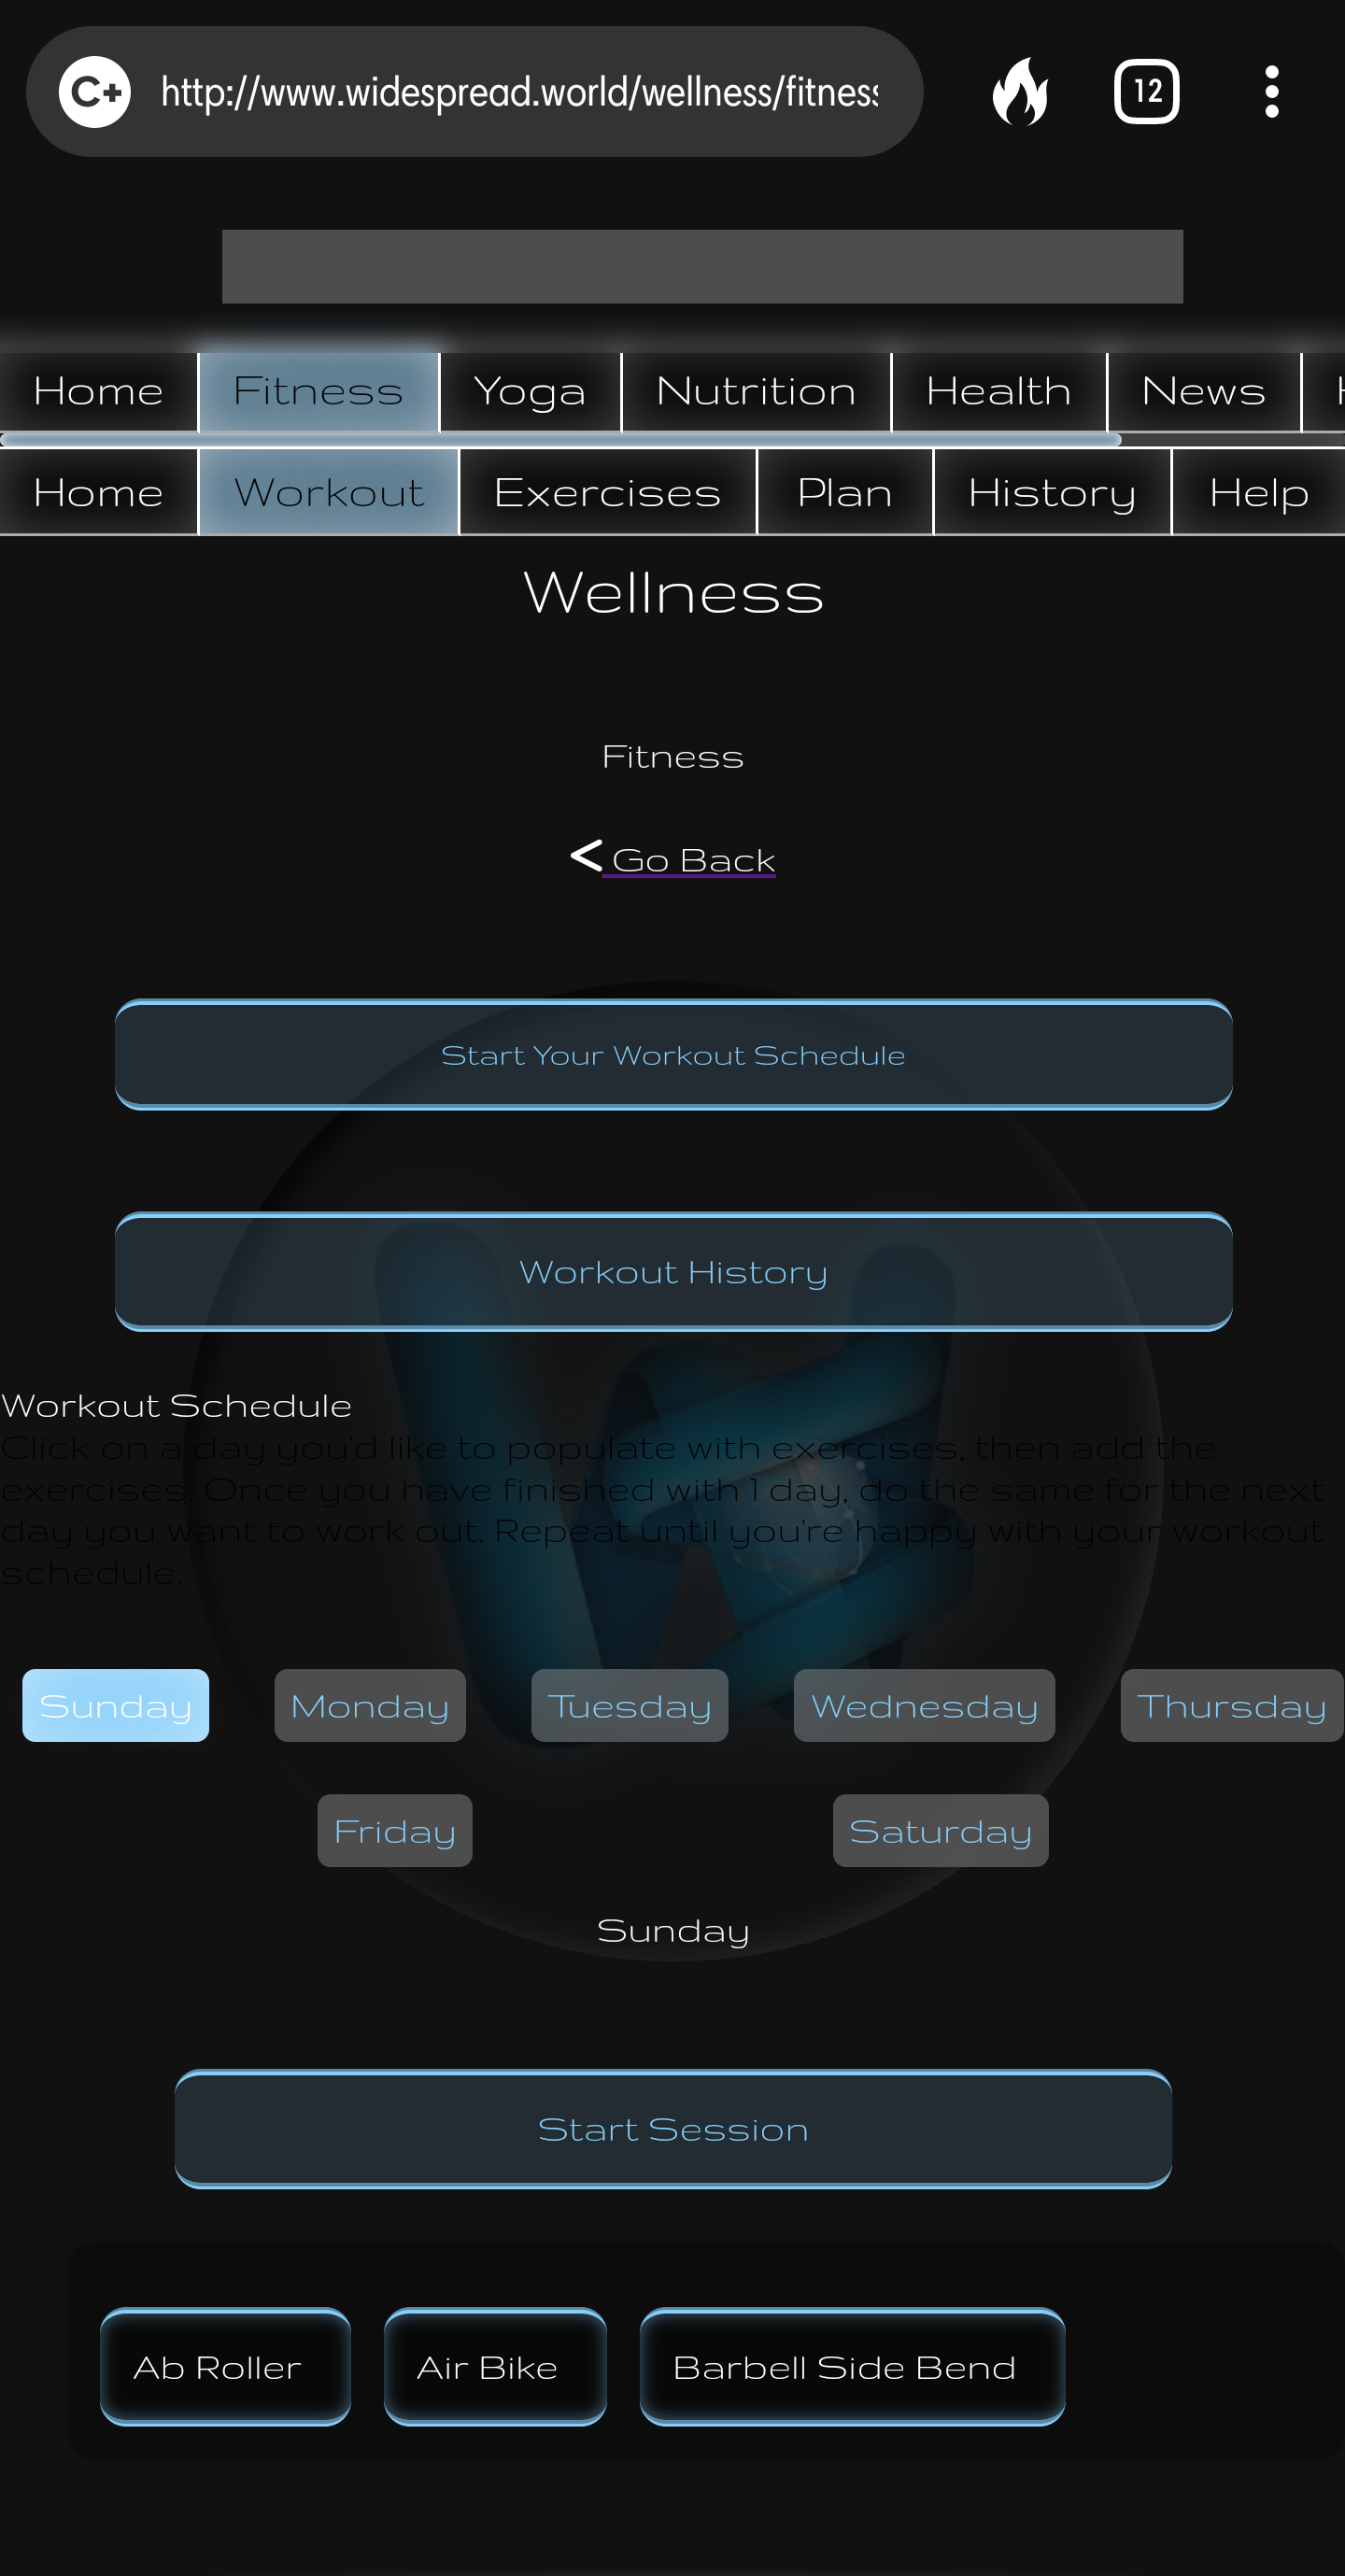 C+ http://www.widespread.world/wellness/fitness 12
Home Fitness Yoga Nutrition Health News
Home Workout Exercises Plan History Help
Wellness
Fitness
< Go Back
Start Your Workout Schedule
Workout History
Workout Schedule
Click on a day you'd like to populate with exercises, then add the
exercises. Once you have finished with 1 day, do the same for the next
day you want to work out. Repeat until you're happy with your workout
schedule.
Sunday Monday Tuesday Wednesday Thursday
Friday Saturday
Sunday
Start Session
Ab Roller Air Bike Barbell Side Bend